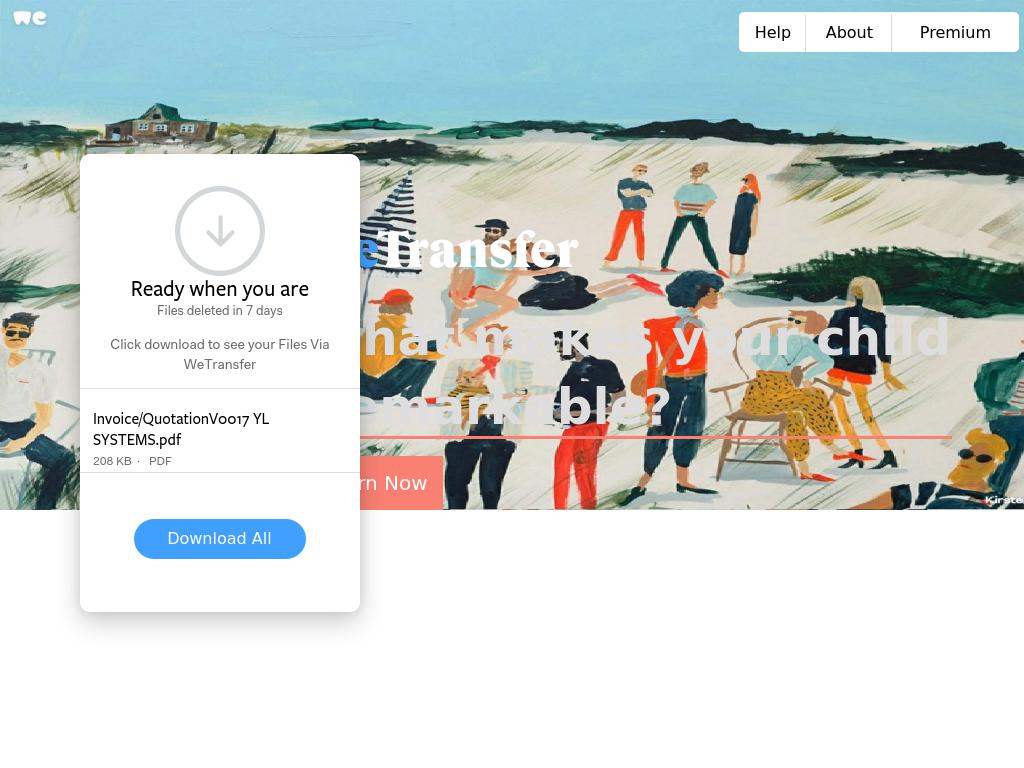 we
Help
About
Premium
Ready when you are
Files deleted in 7 days
Click download to see your Files Via
WeTransfer
Invoice/QuotationV0017 YL
SYSTEMS.pdf
208 KB · PDF
Download All
eTransfer
hat makes your child
emarkable?
rn Now
Kirste